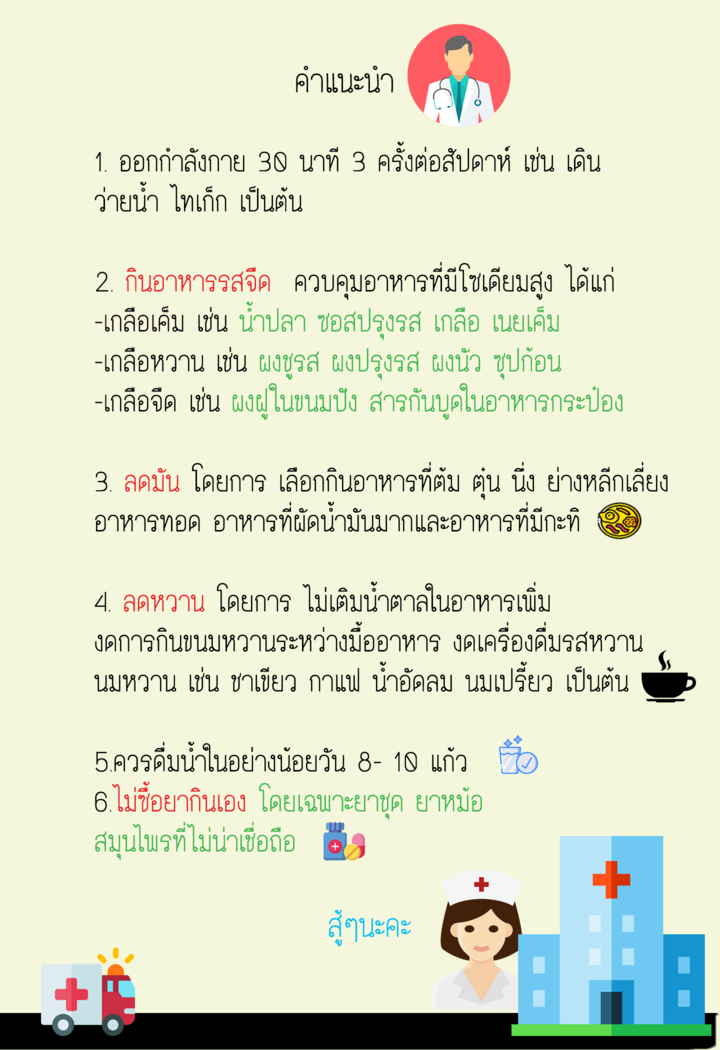 คำแนะนำ
1. ออกกำลังกาย 30 นาที 3 ครั้งต่อสัปดาห์ เช่น เดิน
ว่ายน้ำ ไทเก็ก เป็นต้น
2. กินอาหารรสจืด ควบคุมอาหารที่มีโซเดียมสูง ได้แก่
-เกลือเค็ม เช่น น้ำปลา ซอสปรุงรส เกลือ เนยเค็ม
-เกลือหวาน เช่น ผงชูรส ผงปรุงรส ผงนัว ซุปก้อน
-เกลือจืด เช่น ผงฝูในขนมปัง สารกันบูดในอาหารกระป๋อง
3. ลดมัน โดยการ เลือกกินอาหารที่ต้ม ตุ๋น นึ่ง ย่างหลีกเลี่ยง
อาหารทอด อาหารที่ผัดน้ำมันมากและอาหารที่มีกะทิ
4. ลดหวาน โดยการ ไม่เติมน้ำตาลในอาหารเพิ่ม
งดการกินขนมหวานระหว่างมื้ออาหาร งดเครื่องดื่มรสหวาน
นมหวาน เช่น ชาเขียว กาแฟ น้ำอัดลม นมเปรี้ยว เป็นต้น
5.ควรดื่มน้ำในอย่างน้อยวัน 8- 10 แก้ว
6.ไม่ซื้อยากินเอง โดยเฉพาะยาชุด ยาหม้อ
สมุนไพรที่ไม่น่าเชื่อถือ
สู้ๆนะคะ